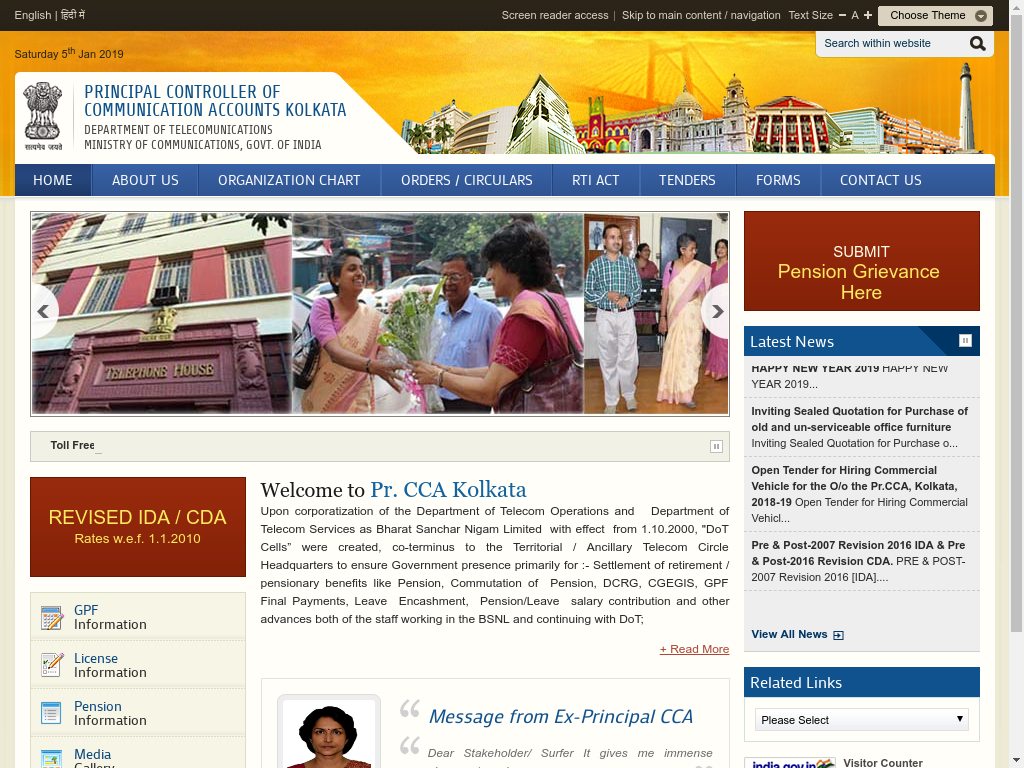 English | हिंदी में
Screen reader access | Skip to main content / navigation Text Size − A + Choose Theme
Saturday 5th Jan 2019
Search within website
सत्यमेव जयते
PRINCIPAL CONTROLLER OF
COMMUNICATION ACCOUNTS KOLKATA
DEPARTMENT OF TELECOMUNICATIONS
MINISTRY OF COMMUNICATIONS, GOVT. OF INDIA
HOME ABOUT US ORGANIZATION CHART ORDERS / CIRCULARS RTI ACT TENDERS FORMS CONTACT US
TELEPHONE HOUSE
SUBMIT
Pension Grievance
Here
Latest News
HAPPY NEW YEAR 2019 HAPPY NEW
YEAR 2019...
Inviting Sealed Quotation for Purchase of
old and un-serviceable office furniture
Inviting Sealed Quotation for Purchase o...
Open Tender for Hiring Commercial
Vehicle for the O/o the Pr.CCA, Kolkata,
2018-19 Open Tender for Hiring Commercial
Vehicl...
Pre & Post-2007 Revision 2016 IDA & Pre
& Post-2016 Revision CDA. PRE & POST-
2007 Revision 2016 [IDA]....
View All News
Related Links
Please Select
india.gov.in
Visitor Counter
Toll Free_
REVISED IDA / CDA
Rates w.e.f. 1.1.2010
GPF
Information
License
Information
Pension
Information
Media
Gallery
Welcome to Pr. CCA Kolkata
Upon corporatization of the Department of Telecom Operations and Department of
Telecom Services as Bharat Sanchar Nigam Limited with effect from 1.10.2000, "DoT
Cells” were created, co-terminus to the Territorial / Ancillary Telecom Circle
Headquarters to ensure Government presence primarily for :- Settlement of retirement /
pensionary benefits like Pension, Commutation of Pension, DCRG, CGEGIS, GPF
Final Payments, Leave Encashment, Pension/Leave salary contribution and other
advances both of the staff working in the BSNL and continuing with DoT;
+ Read More
Message from Ex-Principal CCA
Dear Stakeholder/ Surfer It gives me immense